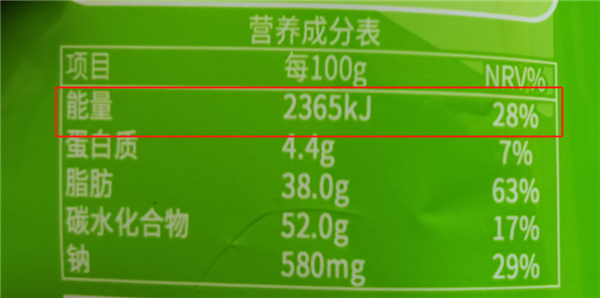 营养成分表
项目 每100g NRV%
能量 2365kJ 28%
蛋白质 4.4g 7%
脂肪 38.0g 63%
碳水化合物 52.0g 17%
钠 580mg 29%